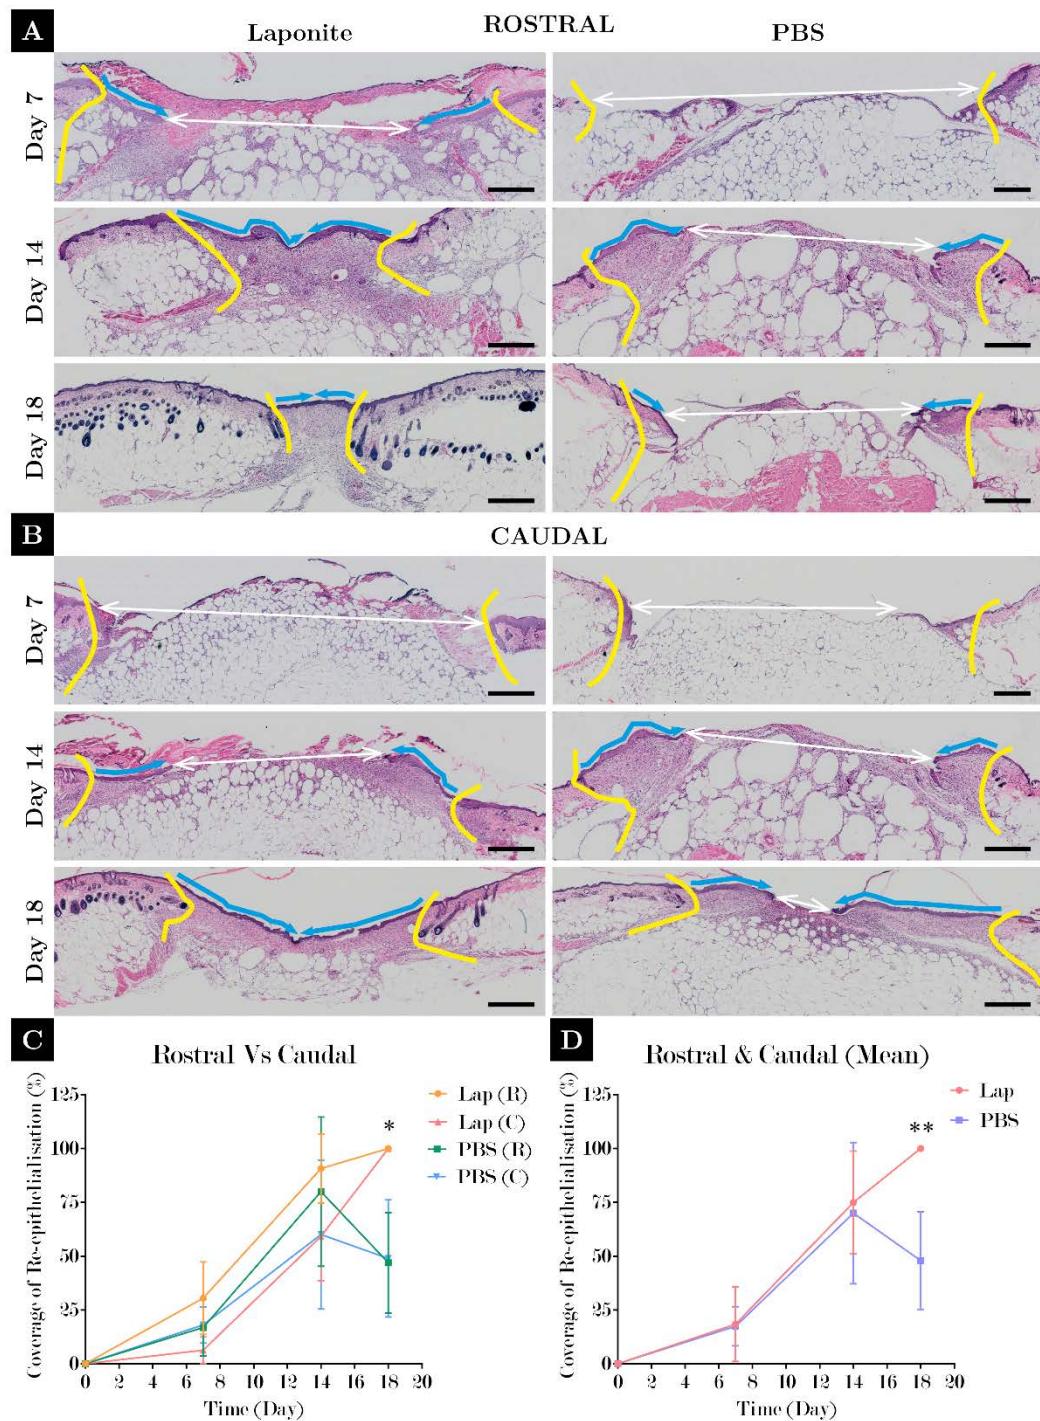 A
ROSTRAL
Laponite
PBS
Day 7
Day 14
Day 18
B
CAUDAL
Day 7
Day 14
Day 18
C
Rostral Vs Caudal
Coverage of Re-epithelialisation (%)
125
100
75
50
25
0
0 2 4 6 8 10 12 14 16 18 20
Time (Day)
*
Lap (R)
Lap (C)
PBS (R)
PBS (C)
D
Rostral & Caudal (Mean)
Coverage of Re-epithelialisation (%)
125
100
75
50
25
0
0 2 4 6 8 10 12 14 16 18 20
Time (Day)
**
Lap
PBS